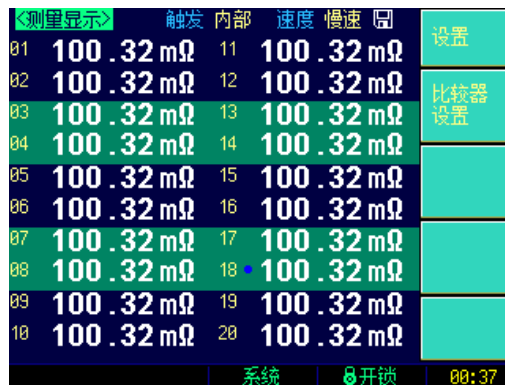 <测量显示> 触发 内部 速度 慢速
设置
01 100.32mΩ 11 100.32mΩ
02 100.32mΩ 12 100.32mΩ
比较器
设置
03 100.32mΩ 13 100.32mΩ
04 100.32mΩ 14 100.32mΩ
05 100.32mΩ 15 100.32mΩ
06 100.32mΩ 16 100.32mΩ
07 100.32mΩ 17 100.32mΩ
08 100.32mΩ 18 100.32mΩ
09 100.32mΩ 19 100.32mΩ
10 100.32mΩ 20 100.32mΩ
系统 开锁 00:37